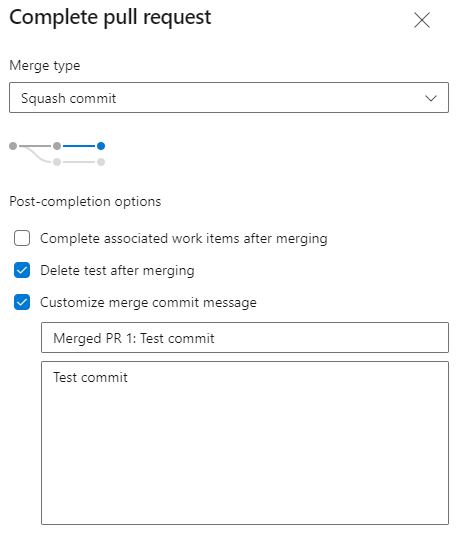 Complete pull request
Merge type
Squash commit
Post-completion options
Complete associated work items after merging
Delete test after merging
Customize merge commit message
Merged PR 1: Test commit
Test commit